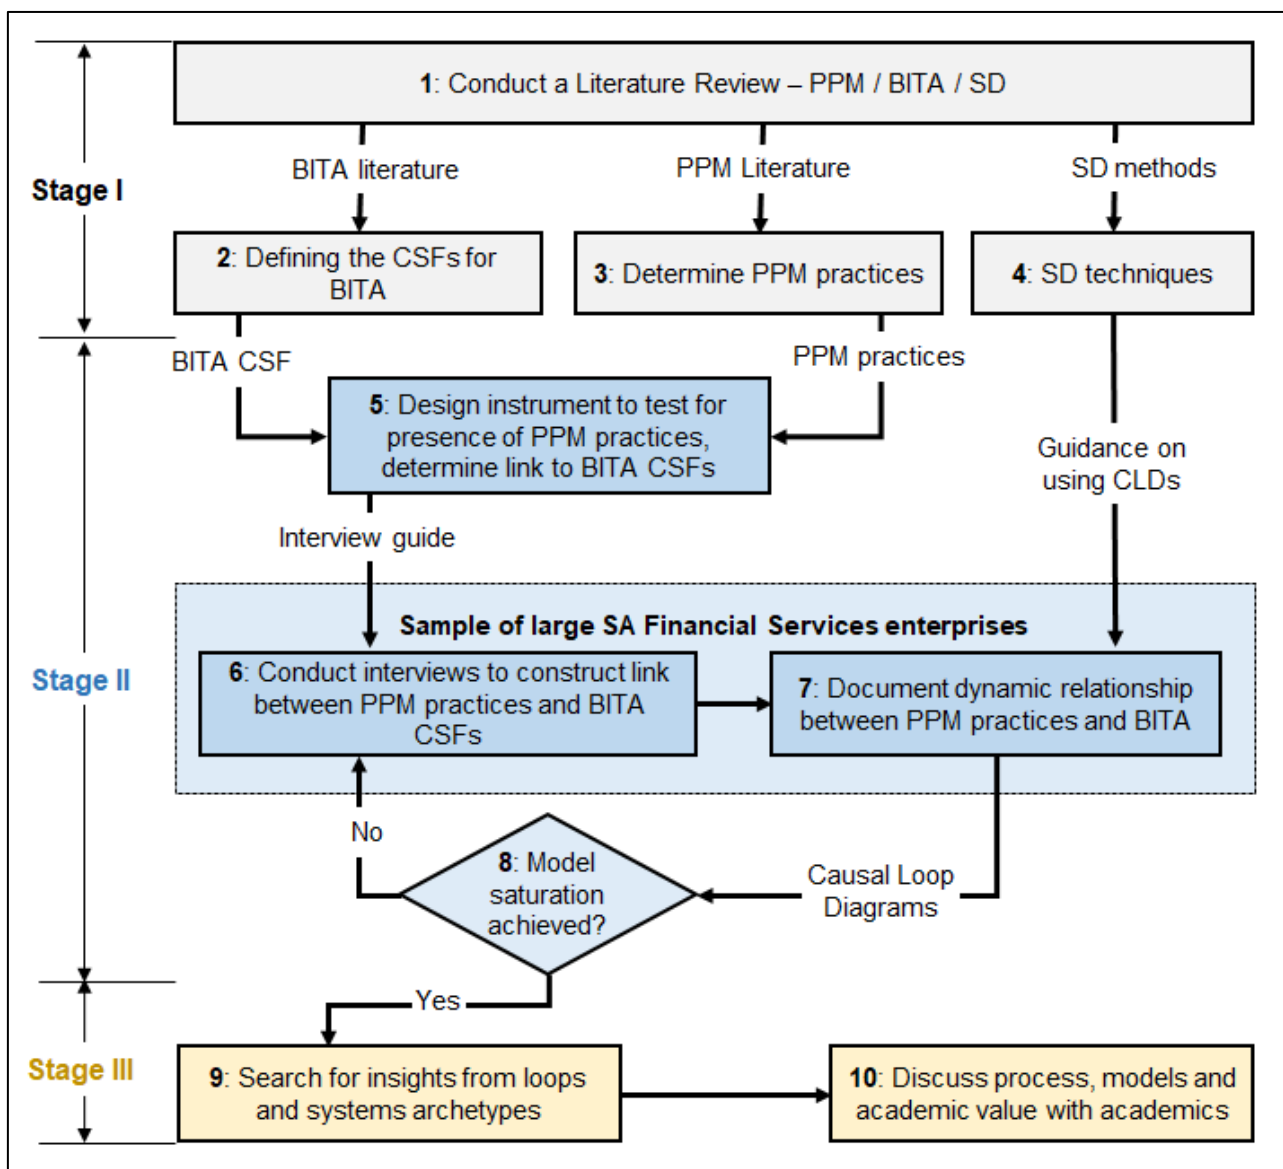 1: Conduct a Literature Review – PPM / BITA / SD
BITA literature
PPM Literature
SD methods
Stage I
2: Defining the CSFs for
BITA
3: Determine PPM practices
4: SD techniques
BITA CSF
PPM practices
5: Design instrument to test for
presence of PPM practices,
determine link to BITA CSFs
Guidance on
using CLDs
Interview guide
Stage II
Sample of large SA Financial Services enterprises
6: Conduct interviews to construct link
between PPM practices and BITA
CSFs
7: Document dynamic relationship
between PPM practices and BITA
No
8: Model
saturation
achieved?
Causal Loop
Diagrams
Yes
Stage III
9: Search for insights from loops
and systems archetypes
10: Discuss process, models and
academic value with academics